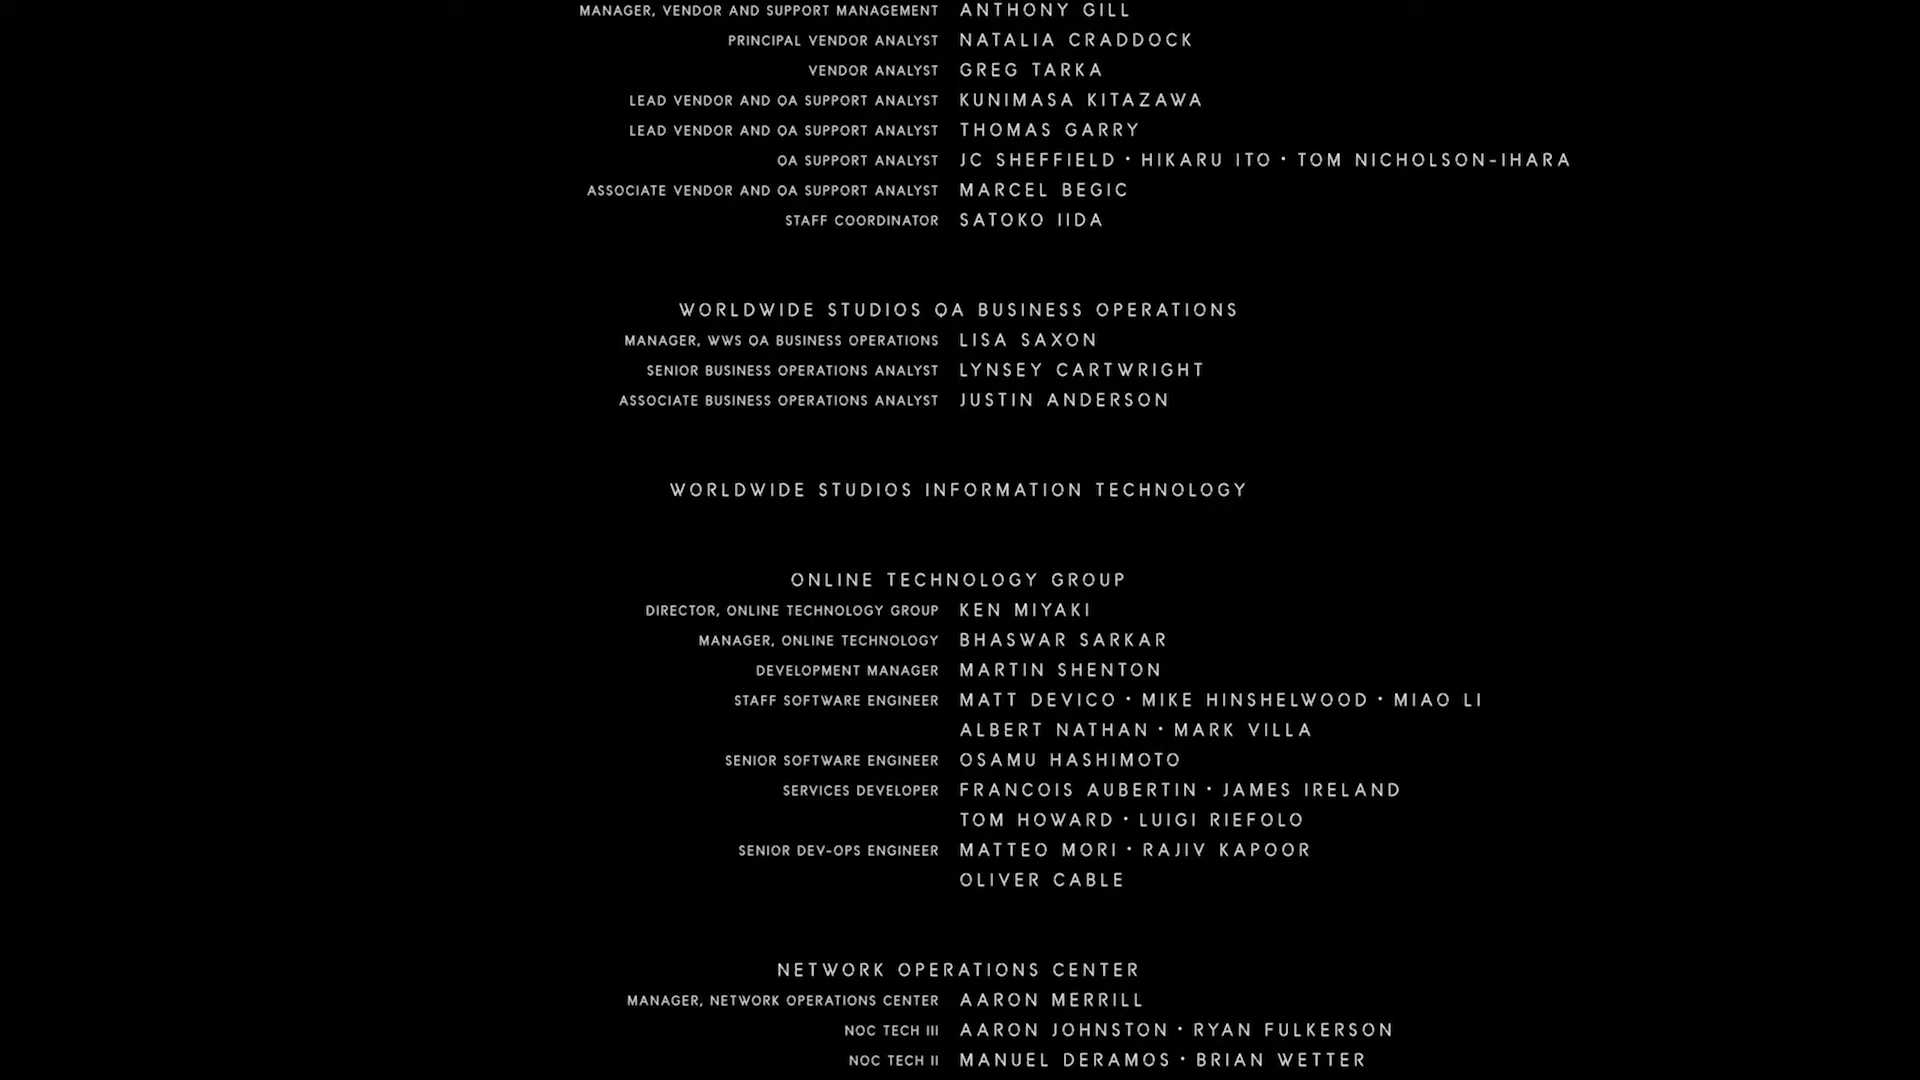 MANAGER, VENDOR AND SUPPORT MANAGEMENT ANTHONY GILL
PRINCIPAL VENDOR ANALYST NATALIA CRADDOCK
VENDOR ANALYST GREG TARKA
LEAD VENDOR AND QA SUPPORT ANALYST KUNIMASA KITAZAWA
LEAD VENDOR AND QA SUPPORT ANALYST THOMAS GARRY
QA SUPPORT ANALYST JC SHEFFIELD • HIKARU ITO • TOM NICHOLSON-IHARA
ASSOCIATE VENDOR AND QA SUPPORT ANALYST MARCEL BEGIC
STAFF COORDINATOR SATOKO IIDA
WORLDWIDE STUDIOS QA BUSINESS OPERATIONS
MANAGER, WWS QA BUSINESS OPERATIONS LISA SAXON
SENIOR BUSINESS OPERATIONS ANALYST LYNSEY CARTWRIGHT
ASSOCIATE BUSINESS OPERATIONS ANALYST JUSTIN ANDERSON
WORLDWIDE STUDIOS INFORMATION TECHNOLOGY
ONLINE TECHNOLOGY GROUP
DIRECTOR, ONLINE TECHNOLOGY GROUP KEN MIYAKI
MANAGER, ONLINE TECHNOLOGY BHASWAR SARKAR
DEVELOPMENT MANAGER MARTIN SHENTON
STAFF SOFTWARE ENGINEER MATT DEVICO • MIKE HINSHELWOOD • MIAO LI
ALBERT NATHAN • MARK VILLA
SENIOR SOFTWARE ENGINEER OSAMU HASHIMOTO
SERVICES DEVELOPER FRANCOIS AUBERTIN • JAMES IRELAND
TOM HOWARD • LUIGI RIEFOLO
SENIOR DEV-OPS ENGINEER MATTEO MORI • RAJIV KAPOOR
OLIVER CABLE
NETWORK OPERATIONS CENTER
MANAGER, NETWORK OPERATIONS CENTER AARON MERRILL
NOC TECH III AARON JOHNSTON • RYAN FULKERSON
NOC TECH II MANUEL DERAMOS • BRIAN WETTER